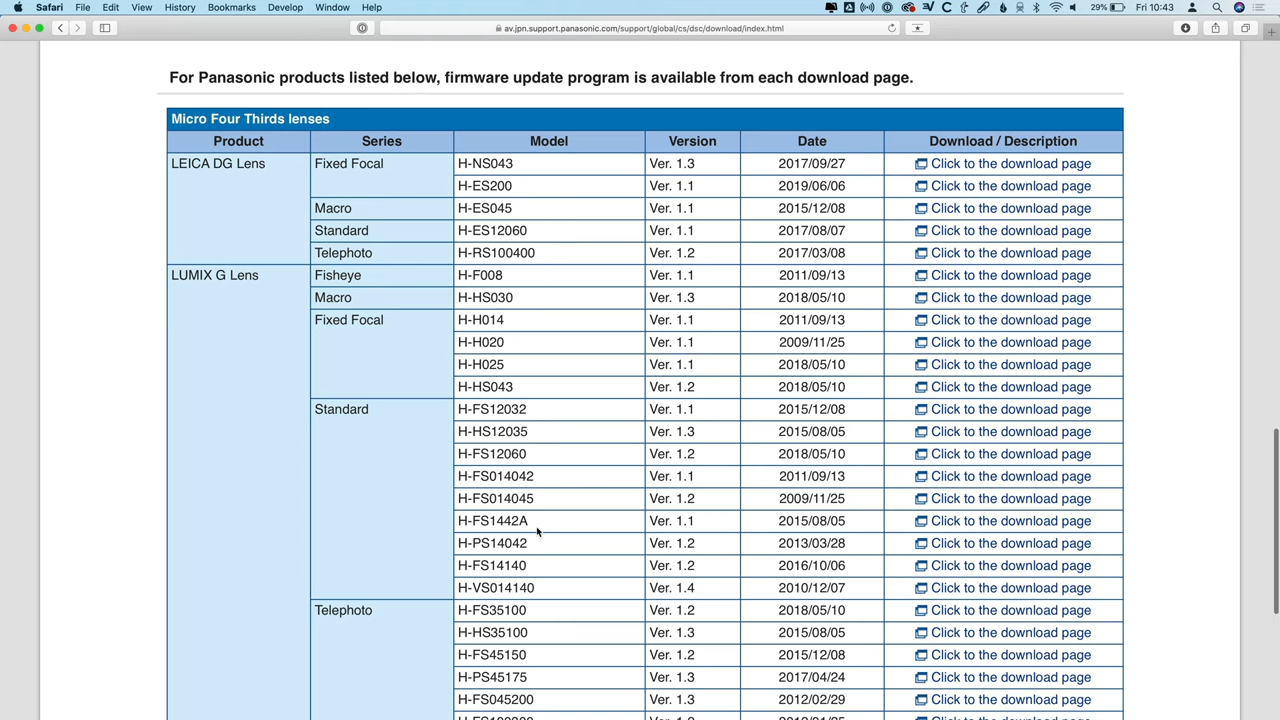 Safari File Edit View History Bookmarks Develop Window Help 29% Fri 10:43
av.jpn.support.panasonic.com/support/global/cs/dsc/download/index.html
For Panasonic products listed below, firmware update program is available from each download page.
Micro Four Thirds lenses
Product Series Model Version Date Download / Description
LEICA DG Lens Fixed Focal H-NS043 Ver. 1.3 2017/09/27 Click to the download page
H-ES200 Ver. 1.1 2019/06/06 Click to the download page
Macro H-ES045 Ver. 1.1 2015/12/08 Click to the download page
Standard H-ES12060 Ver. 1.1 2017/08/07 Click to the download page
Telephoto H-RS100400 Ver. 1.2 2017/03/08 Click to the download page
LUMIX G Lens Fisheye H-F008 Ver. 1.1 2011/09/13 Click to the download page
Macro H-HS030 Ver. 1.3 2018/05/10 Click to the download page
Fixed Focal H-H014 Ver. 1.1 2011/09/13 Click to the download page
H-H020 Ver. 1.1 2009/11/25 Click to the download page
H-H025 Ver. 1.1 2018/05/10 Click to the download page
H-HS043 Ver. 1.2 2018/05/10 Click to the download page
Standard H-FS12032 Ver. 1.1 2015/12/08 Click to the download page
H-HS12035 Ver. 1.3 2015/08/05 Click to the download page
H-FS12060 Ver. 1.2 2018/05/10 Click to the download page
H-FS014042 Ver. 1.1 2011/09/13 Click to the download page
H-FS014045 Ver. 1.2 2009/11/25 Click to the download page
H-FS1442A Ver. 1.1 2015/08/05 Click to the download page
H-PS14042 Ver. 1.2 2013/03/28 Click to the download page
H-FS14140 Ver. 1.2 2016/10/06 Click to the download page
H-VS014140 Ver. 1.4 2010/12/07 Click to the download page
Telephoto H-FS35100 Ver. 1.2 2018/05/10 Click to the download page
H-HS35100 Ver. 1.3 2015/08/05 Click to the download page
H-FS45150 Ver. 1.2 2015/12/08 Click to the download page
H-PS45175 Ver. 1.3 2017/04/24 Click to the download page
H-FS045200 Ver. 1.3 2012/02/29 Click to the download page